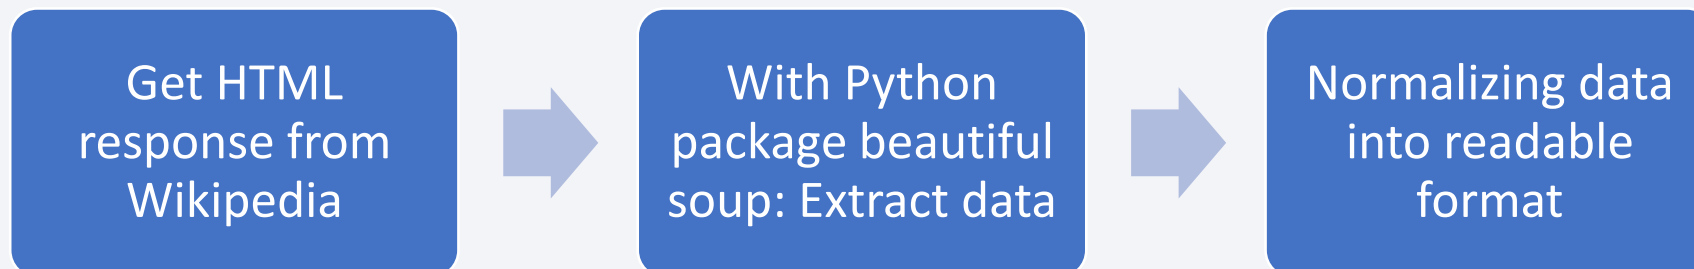 Get HTML
response from
Wikipedia
With Python
package beautiful
soup: Extract data
Normalizing data
into readable
format